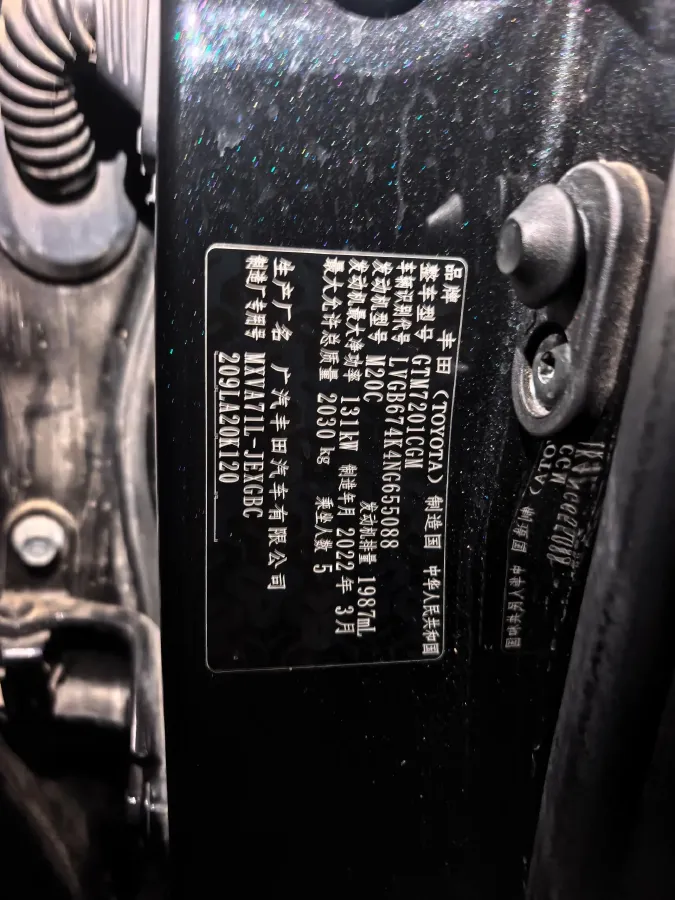 品牌 丰田（TOYOTA） 制造国 中华人民共和国
整车型号 GTM7201CGM
车辆识别代号 LVGB674K4NG655088
发动机型号 M20C 发动机排量 1987mL
发动机最大净功率 131kW 制造年月 2022 年 3月
最大允许总质量 2030 kg 乘坐人数 5
生产厂名 广汽丰田汽车有限公司
制造厂专用号 MXVA71L-JEXGBC
209LA20K120